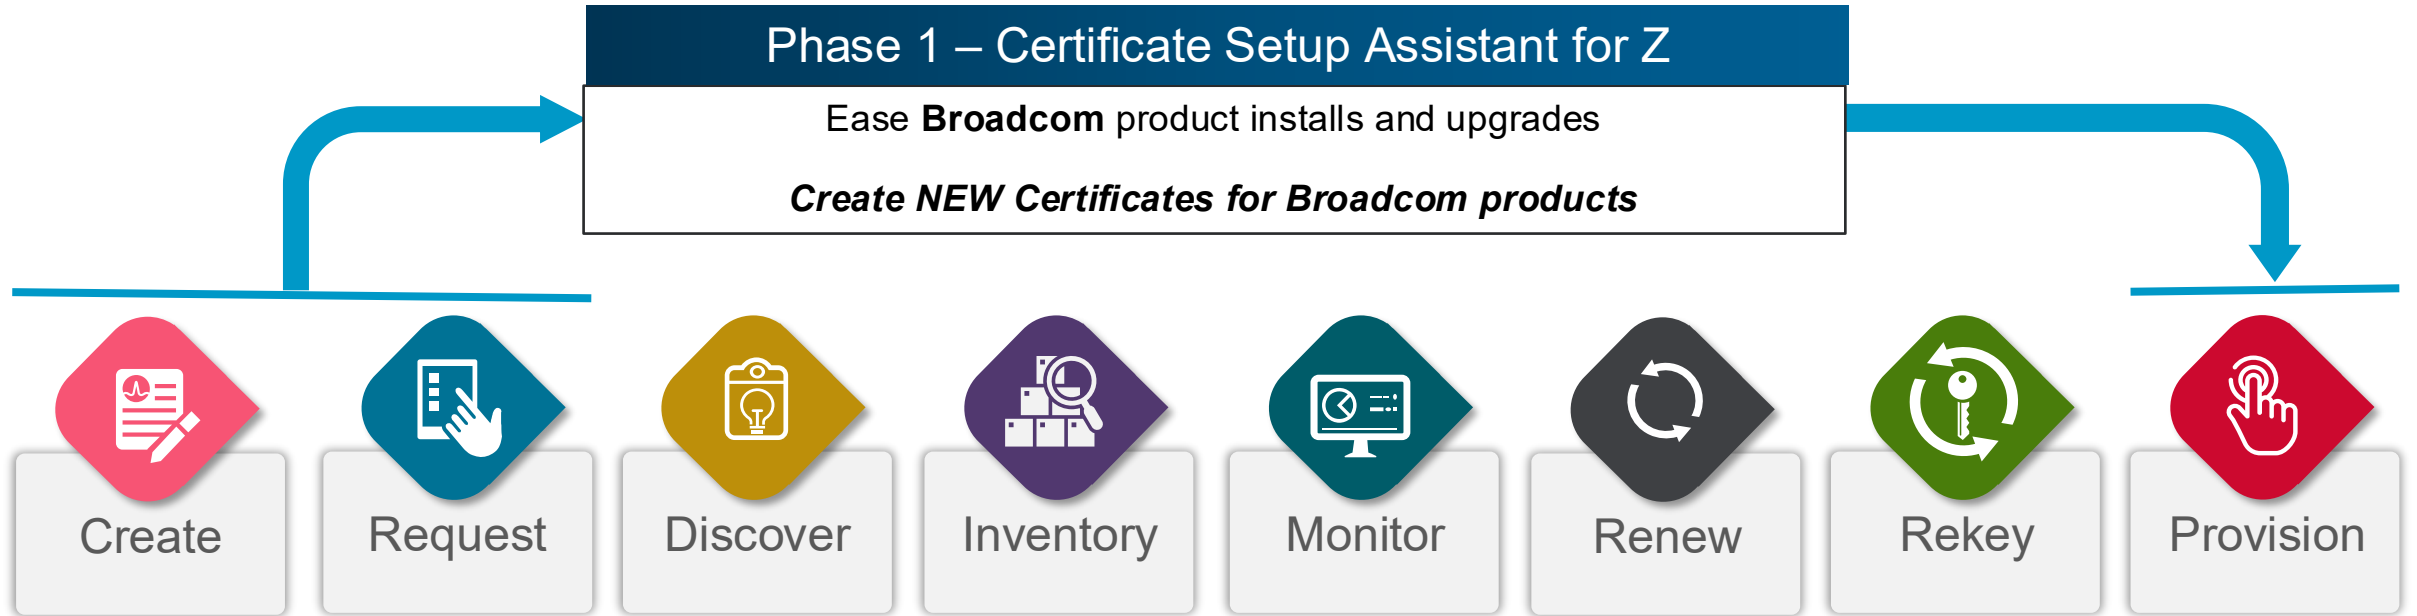 Phase 1 – Certificate Setup Assistant for Z
Ease Broadcom product installs and upgrades
Create NEW Certificates for Broadcom products
Create
Request
Discover
Inventory
Monitor
Renew
Rekey
Provision